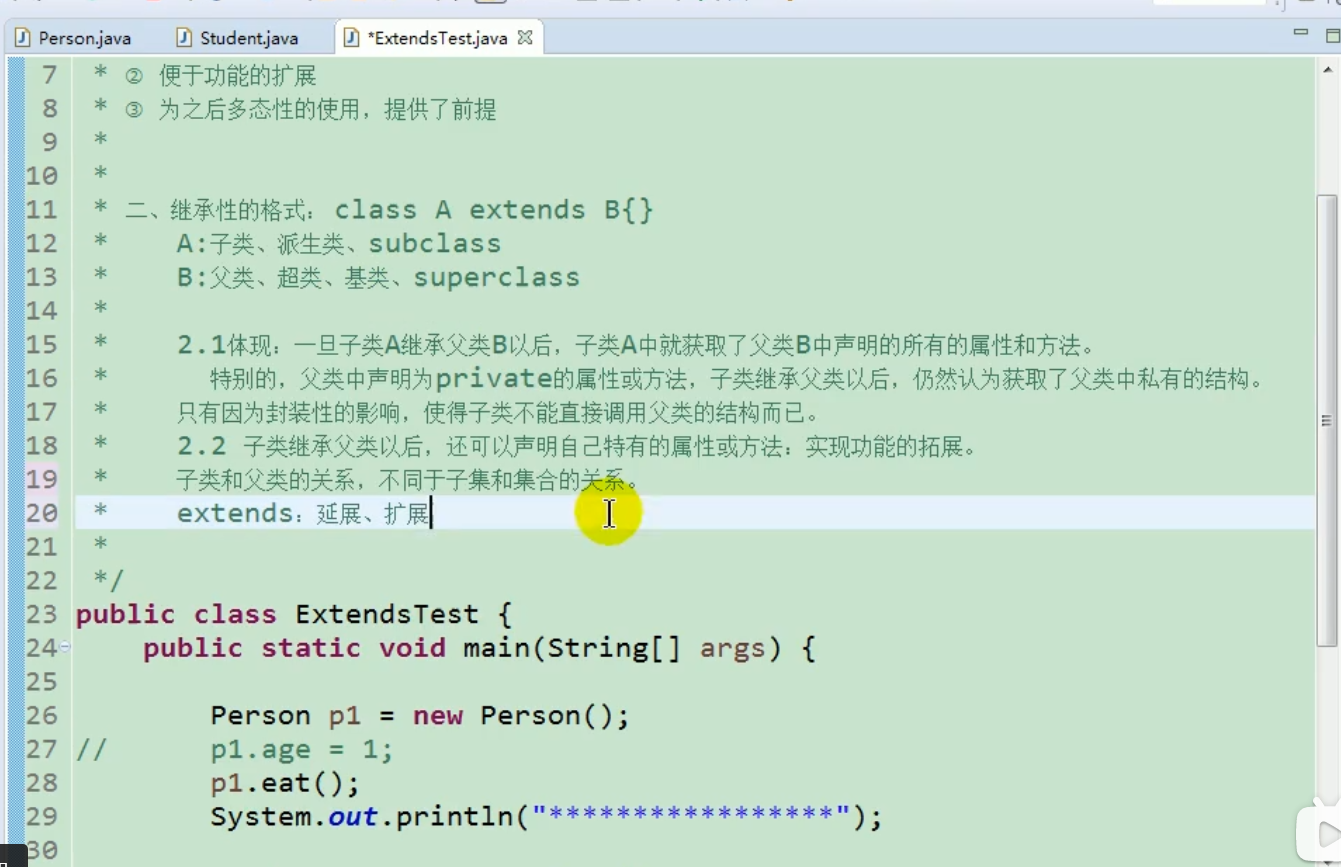 Person.java Student.java *ExtendsTest.java
7 * ② 便于功能的扩展
8 * ③ 为之后多态性的使用，提供了前提
9 *
10 *
11 * 二、继承性的格式：class A extends B{}
12 * A:子类、派生类、subclass
13 * B:父类、超类、基类、superclass
14 *
15 * 2.1体现：一旦子类A继承父类B以后，子类A中就获取了父类B中声明的所有的属性和方法。
16 * 特别的，父类中声明为private的属性或方法，子类继承父类以后，仍然认为获取了父类中私有的结构。
17 * 只有因为封装性的影响，使得子类不能直接调用父类的结构而已。
18 * 2.2 子类继承父类以后，还可以声明自己特有的属性或方法：实现功能的拓展。
19 * 子类和父类的关系，不同于子集和集合的关系。
20 * extends：延展、扩展
21 *
22 */
23 public class ExtendsTest {
24 public static void main(String[] args) {
25
26 Person p1 = new Person();
27 // p1.age = 1;
28 p1.eat();
29 System.out.println("*****************");
30